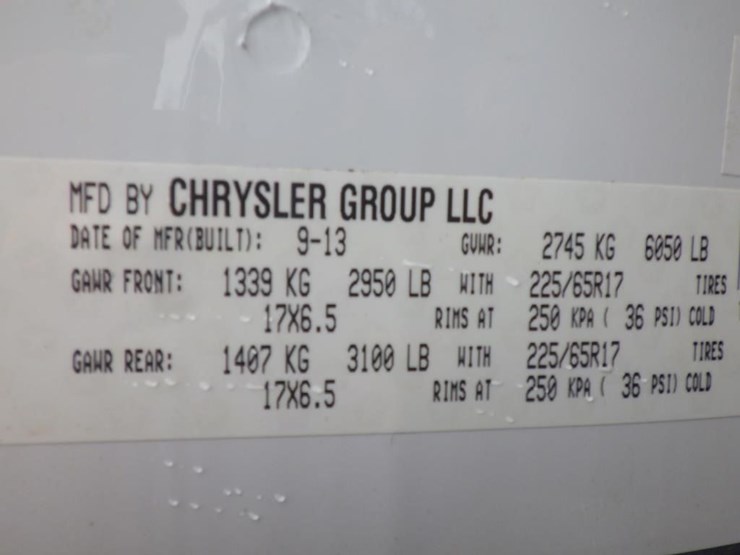 MFD BY CHRYSLER GROUP LLC
DATE OF MFR(BUILT): 9-13 GVWR: 2745 KG 6050 LB
GAWR FRONT: 1339 KG 2950 LB WITH 225/65R17 TIRES
17X6.5 RIMS AT 250 KPA ( 36 PSI) COLD
GAWR REAR: 1407 KG 3100 LB WITH 225/65R17 TIRES
17X6.5 RIMS AT 250 KPA ( 36 PSI) COLD